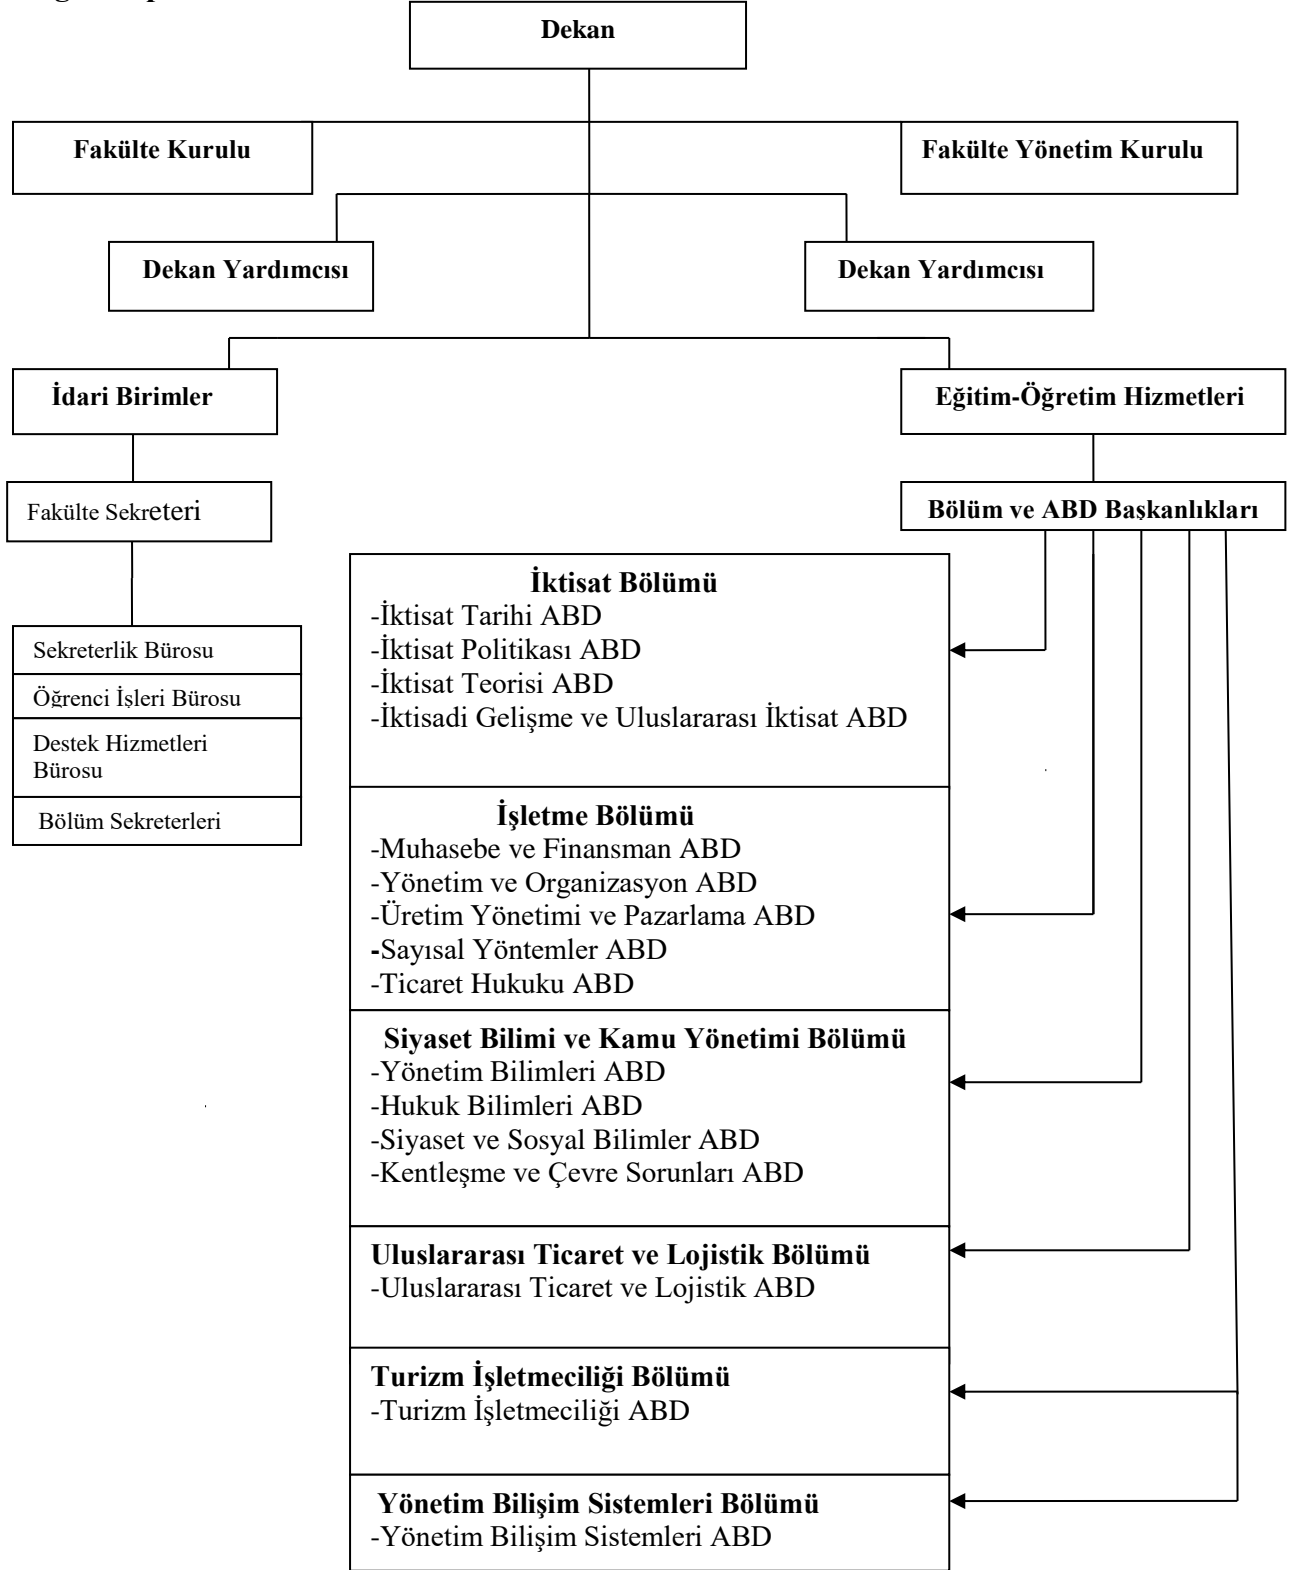 Dekan
Fakülte Kurulu
Fakülte Yönetim Kurulu
Dekan Yardımcısı
Dekan Yardımcısı
İdari Birimler
Eğitim-Öğretim Hizmetleri
Fakülte Sekreteri
Bölüm ve ABD Başkanlıkları
Sekreterlik Bürosu
Öğrenci İşleri Bürosu
Destek Hizmetleri
Bürosu
Bölüm Sekreterleri
İktisat Bölümü
-İktisat Tarihi ABD
-İktisat Politikası ABD
-İktisat Teorisi ABD
-İktisadi Gelişme ve Uluslararası İktisat ABD
İşletme Bölümü
-Muhasebe ve Finansman ABD
-Yönetim ve Organizasyon ABD
-Üretim Yönetimi ve Pazarlama ABD
-Sayısal Yöntemler ABD
-Ticaret Hukuku ABD
Siyaset Bilimi ve Kamu Yönetimi Bölümü
-Yönetim Bilimleri ABD
-Hukuk Bilimleri ABD
-Siyaset ve Sosyal Bilimler ABD
-Kentleşme ve Çevre Sorunları ABD
Uluslararası Ticaret ve Lojistik Bölümü
-Uluslararası Ticaret ve Lojistik ABD
Turizm İşletmeciliği Bölümü
-Turizm İşletmeciliği ABD
Yönetim Bilişim Sistemleri Bölümü
-Yönetim Bilişim Sistemleri ABD